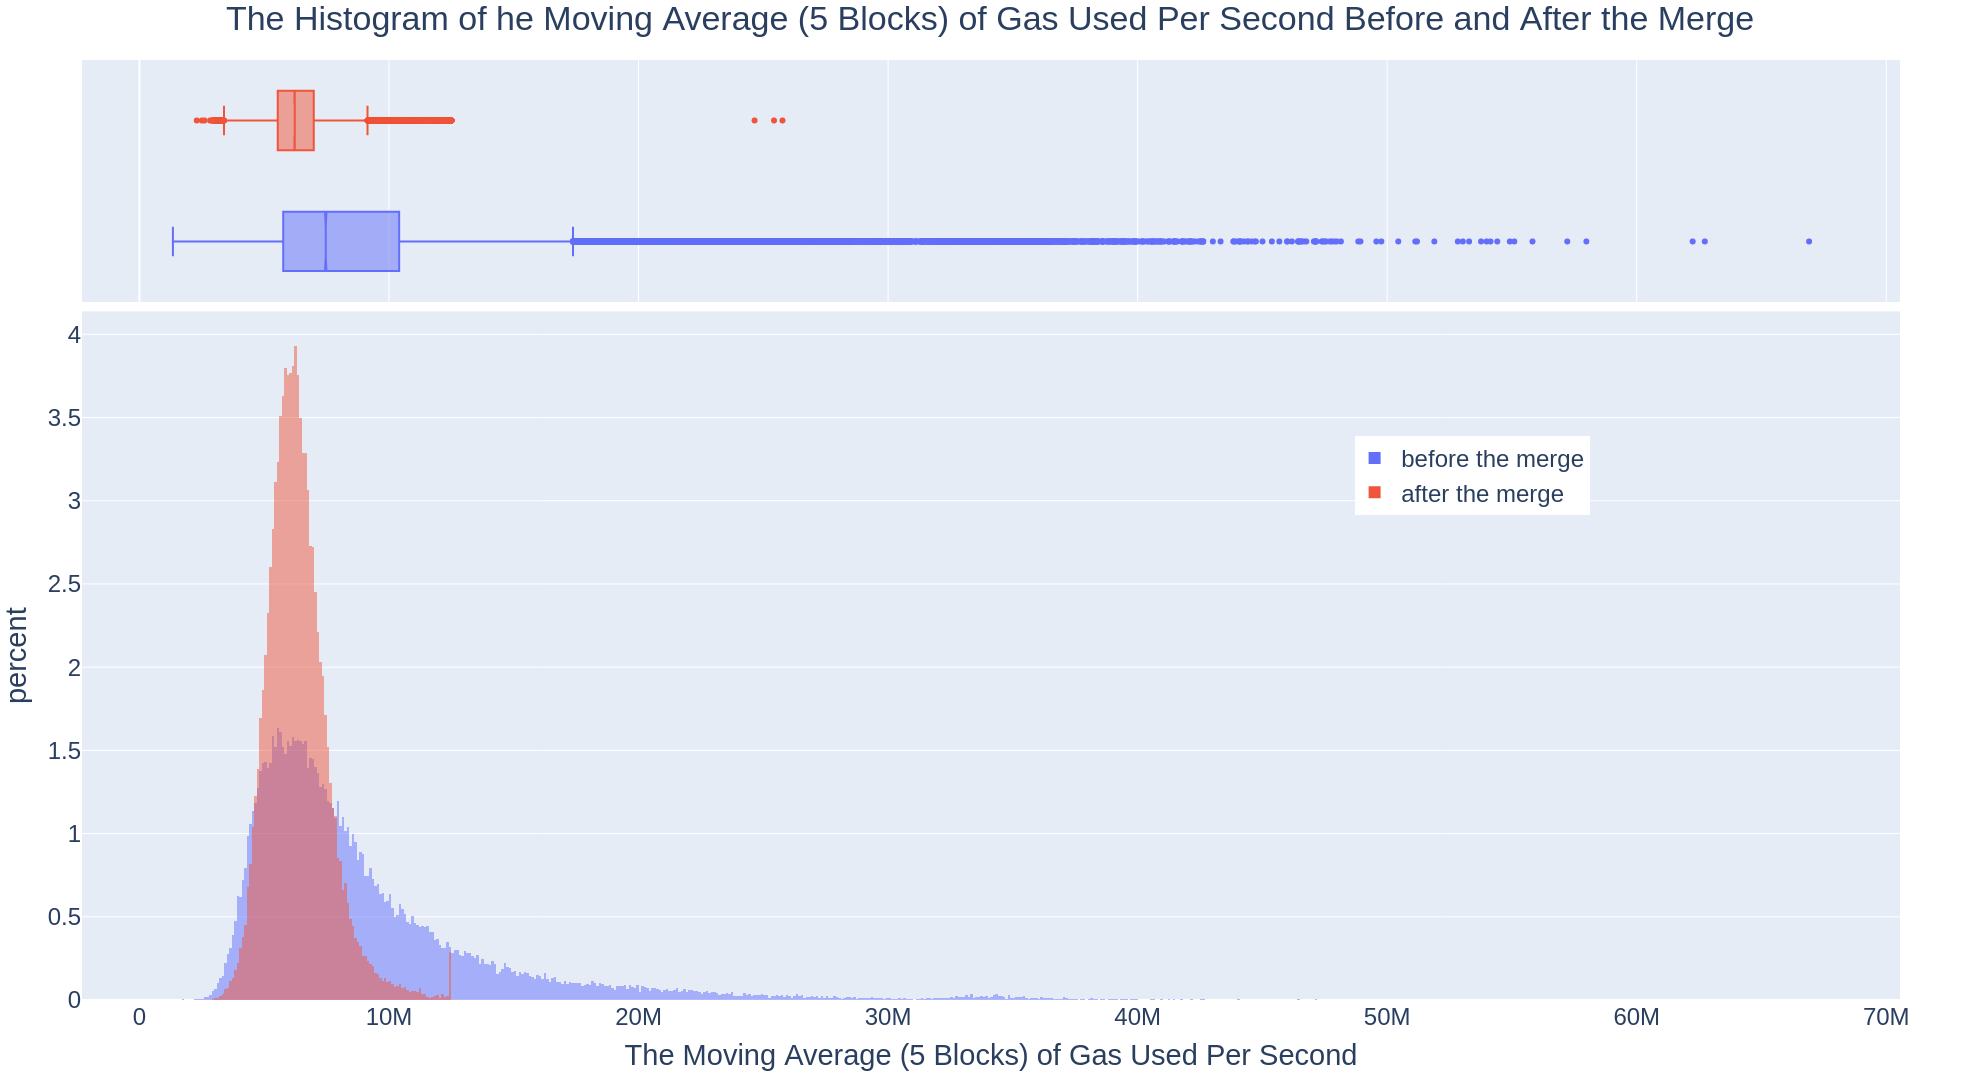 The Histogram of he Moving Average (5 Blocks) of Gas Used Per Second Before and After the Merge
4
3.5
3
2.5
2
1.5
1
0.5
0
percent
before the merge
after the merge
0 10M 20M 30M 40M 50M 60M 70M
The Moving Average (5 Blocks) of Gas Used Per Second